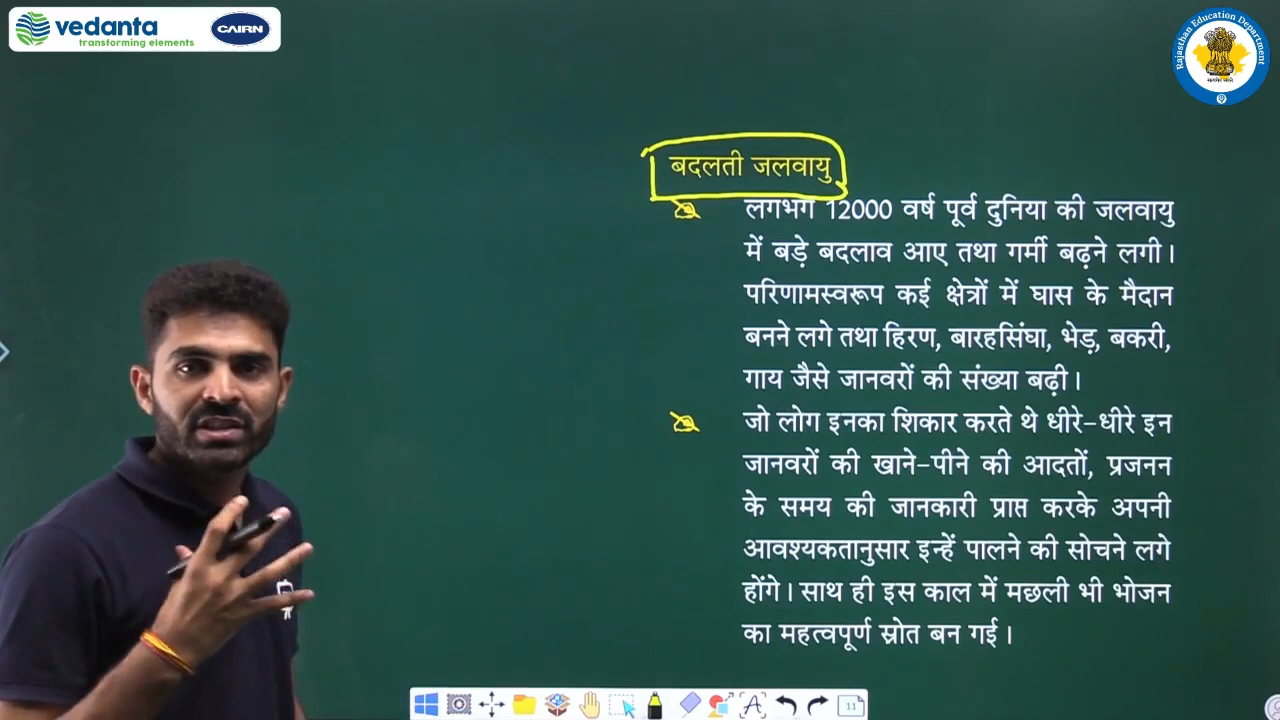 vedanta
transforming elements
CAIRN
Rajasthan Education Department
बदलती जलवायु
लगभग 12000 वर्ष पूर्व दुनिया की जलवायु
में बड़े बदलाव आए तथा गर्मी बढ़ने लगी।
परिणामस्वरूप कई क्षेत्रों में घास के मैदान
बनने लगे तथा हिरण, बारहसिंघा, भेड़, बकरी,
गाय जैसे जानवरों की संख्या बढ़ी।
जो लोग इनका शिकार करते थे धीरे-धीरे इन
जानवरों की खाने-पीने की आदतों, प्रजनन
के समय की जानकारी प्राप्त करके अपनी
आवश्यकतानुसार इन्हें पालने की सोचने लगे
होंगे। साथ ही इस काल में मछली भी भोजन
का महत्वपूर्ण स्रोत बन गई।
11